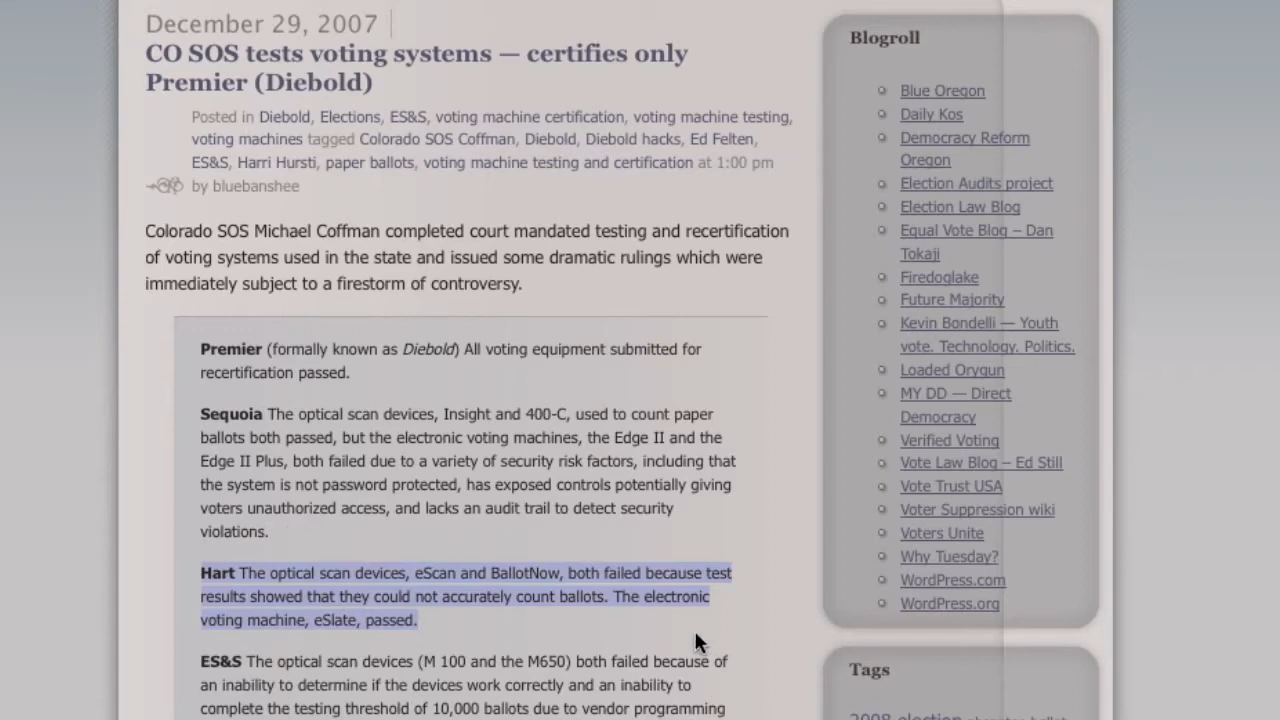 December 29, 2007
CO SOS tests voting systems — certifies only
Premier (Diebold)
Posted in Diebold, Elections, ES&S, voting machine certification, voting machine testing,
voting machines tagged Colorado SOS Coffman, Diebold, Diebold hacks, Ed Felten,
ES&S, Harri Hursti, paper ballots, voting machine testing and certification at 1:00 pm
by bluebanshee
Colorado SOS Michael Coffman completed court mandated testing and recertification
of voting systems used in the state and issued some dramatic rulings which were
immediately subject to a firestorm of controversy.
Premier (formally known as Diebold) All voting equipment submitted for
recertification passed.
Sequoia The optical scan devices, Insight and 400-C, used to count paper
ballots both passed, but the electronic voting machines, the Edge II and the
Edge II Plus, both failed due to a variety of security risk factors, including that
the system is not password protected, has exposed controls potentially giving
voters unauthorized access, and lacks an audit trail to detect security
violations.
Hart The optical scan devices, eScan and BallotNow, both failed because test
results showed that they could not accurately count ballots. The electronic
voting machine, eSlate, passed.
ES&S The optical scan devices (M 100 and the M650) both failed because of
an inability to determine if the devices work correctly and an inability to
complete the testing threshold of 10,000 ballots due to vendor programming
Blogroll
Blue Oregon
Daily Kos
Democracy Reform
Oregon
Election Audits project
Election Law Blog
Equal Vote Blog – Dan
Tokaji
Firedoglake
Future Majority
Kevin Bondelli — Youth
vote. Technology. Politics.
Loaded Orygun
MY DD — Direct
Democracy
Verified Voting
Vote Law Blog – Ed Still
Vote Trust USA
Voter Suppression wiki
Voters Unite
Why Tuesday?
WordPress.com
WordPress.org
Tags
2008 election